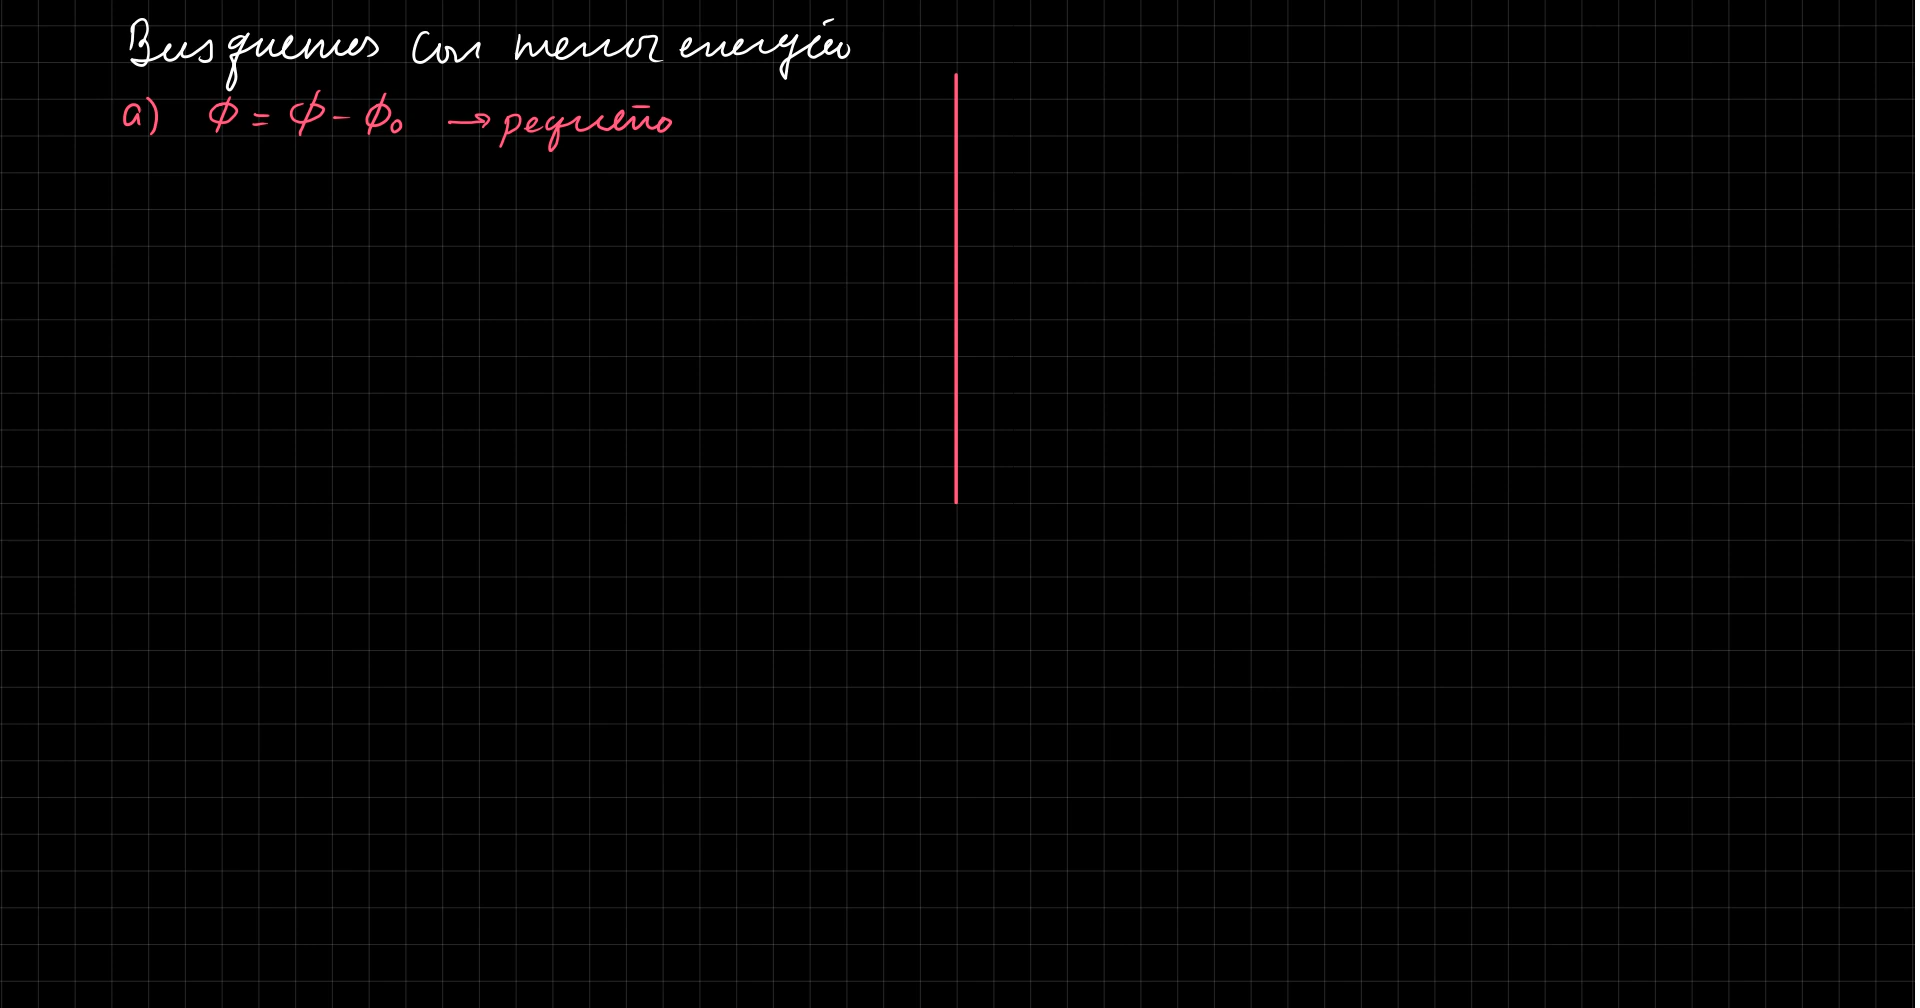 Busquemos con menor energía
a) ϕ = ϕ - ϕ₀ → pequeño